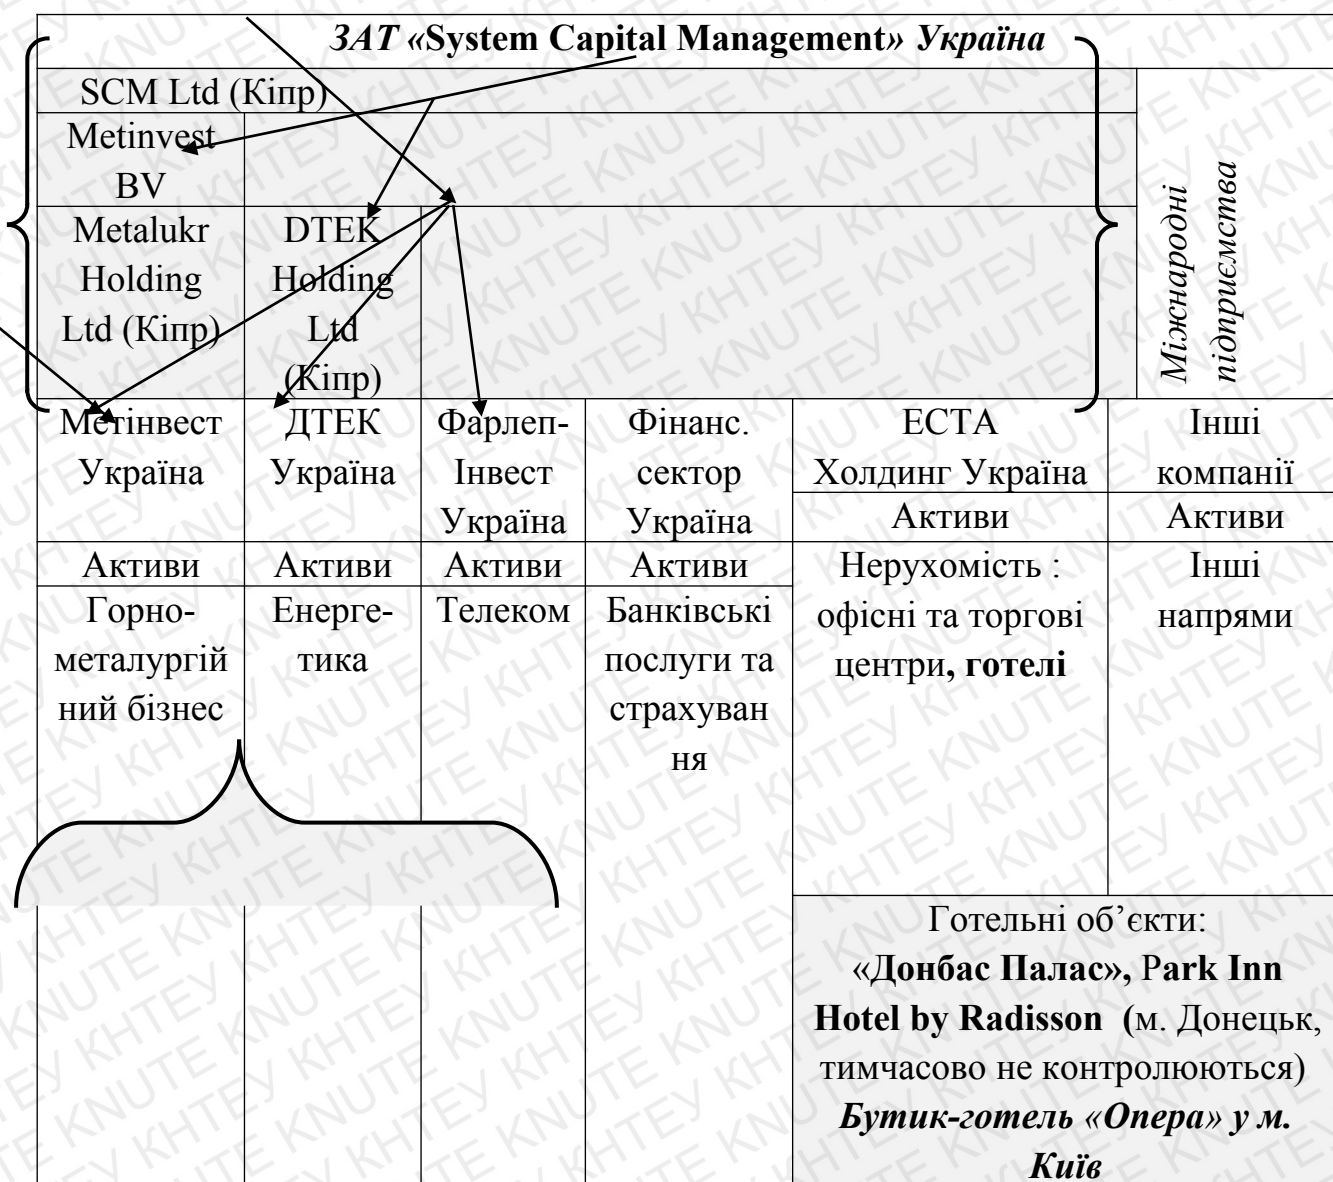 ЗАТ «System Capital Management» Україна
SCM Ltd (Кіпр)
Metinvest
BV
Metalukr
Holding
Ltd (Кіпр)
DTEK
Holding
Ltd
(Кіпр)
Міжнародні
підприємства
Метінвест
Україна
ДТЕК
Україна
Фарлеп-
Інвест
Україна
Фінанс.
сектор
Україна
ЕСТА
Холдинг Україна
Інші
компанії
Активи
Активи
Активи
Активи
Активи
Активи
Горно-
металургій
ний бізнес
Енерге-
тика
Телеком
Банківські
послуги та
страхуван
ня
Нерухомість :
офісні та торгові
центри, готелі
Інші
напрями
Готельні об’єкти:
«Донбас Палас», Park Inn
Hotel by Radisson (м. Донецьк,
тимчасово не контролюються)
Бутик-готель «Опера» у м.
Київ